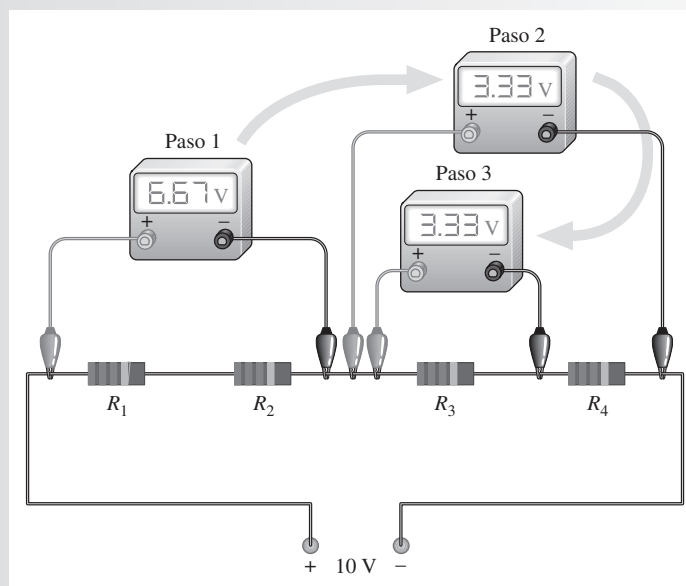 Paso 2
3.33 V
+ −
Paso 1
6.67 V
+ −
Paso 3
3.33 V
+ −
R1 R2 R3 R4
+ 10 V −